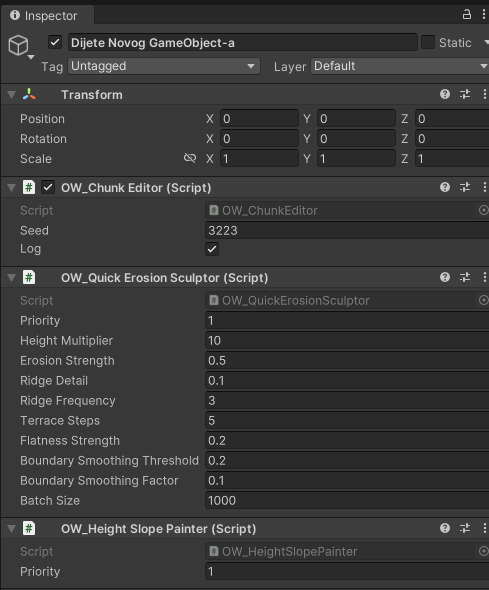 Inspector
Dijete Novog GameObject-a Static
Tag Untagged Layer Default
Transform
Position X 0 Y 0 Z 0
Rotation X 0 Y 0 Z 0
Scale X 1 Y 1 Z 1
# OW_Chunk Editor (Script)
Script # OW_ChunkEditor
Seed 3223
Log
# OW_Quick Erosion Sculptor (Script)
Script # OW_QuickErosionSculptor
Priority 1
Height Multiplier 10
Erosion Strength 0.5
Ridge Detail 0.1
Ridge Frequency 3
Terrace Steps 5
Flatness Strength 0.2
Boundary Smoothing Threshold 0.2
Boundary Smoothing Factor 0.1
Batch Size 1000
# OW_Height Slope Painter (Script)
Script # OW_HeightSlopePainter
Priority 1